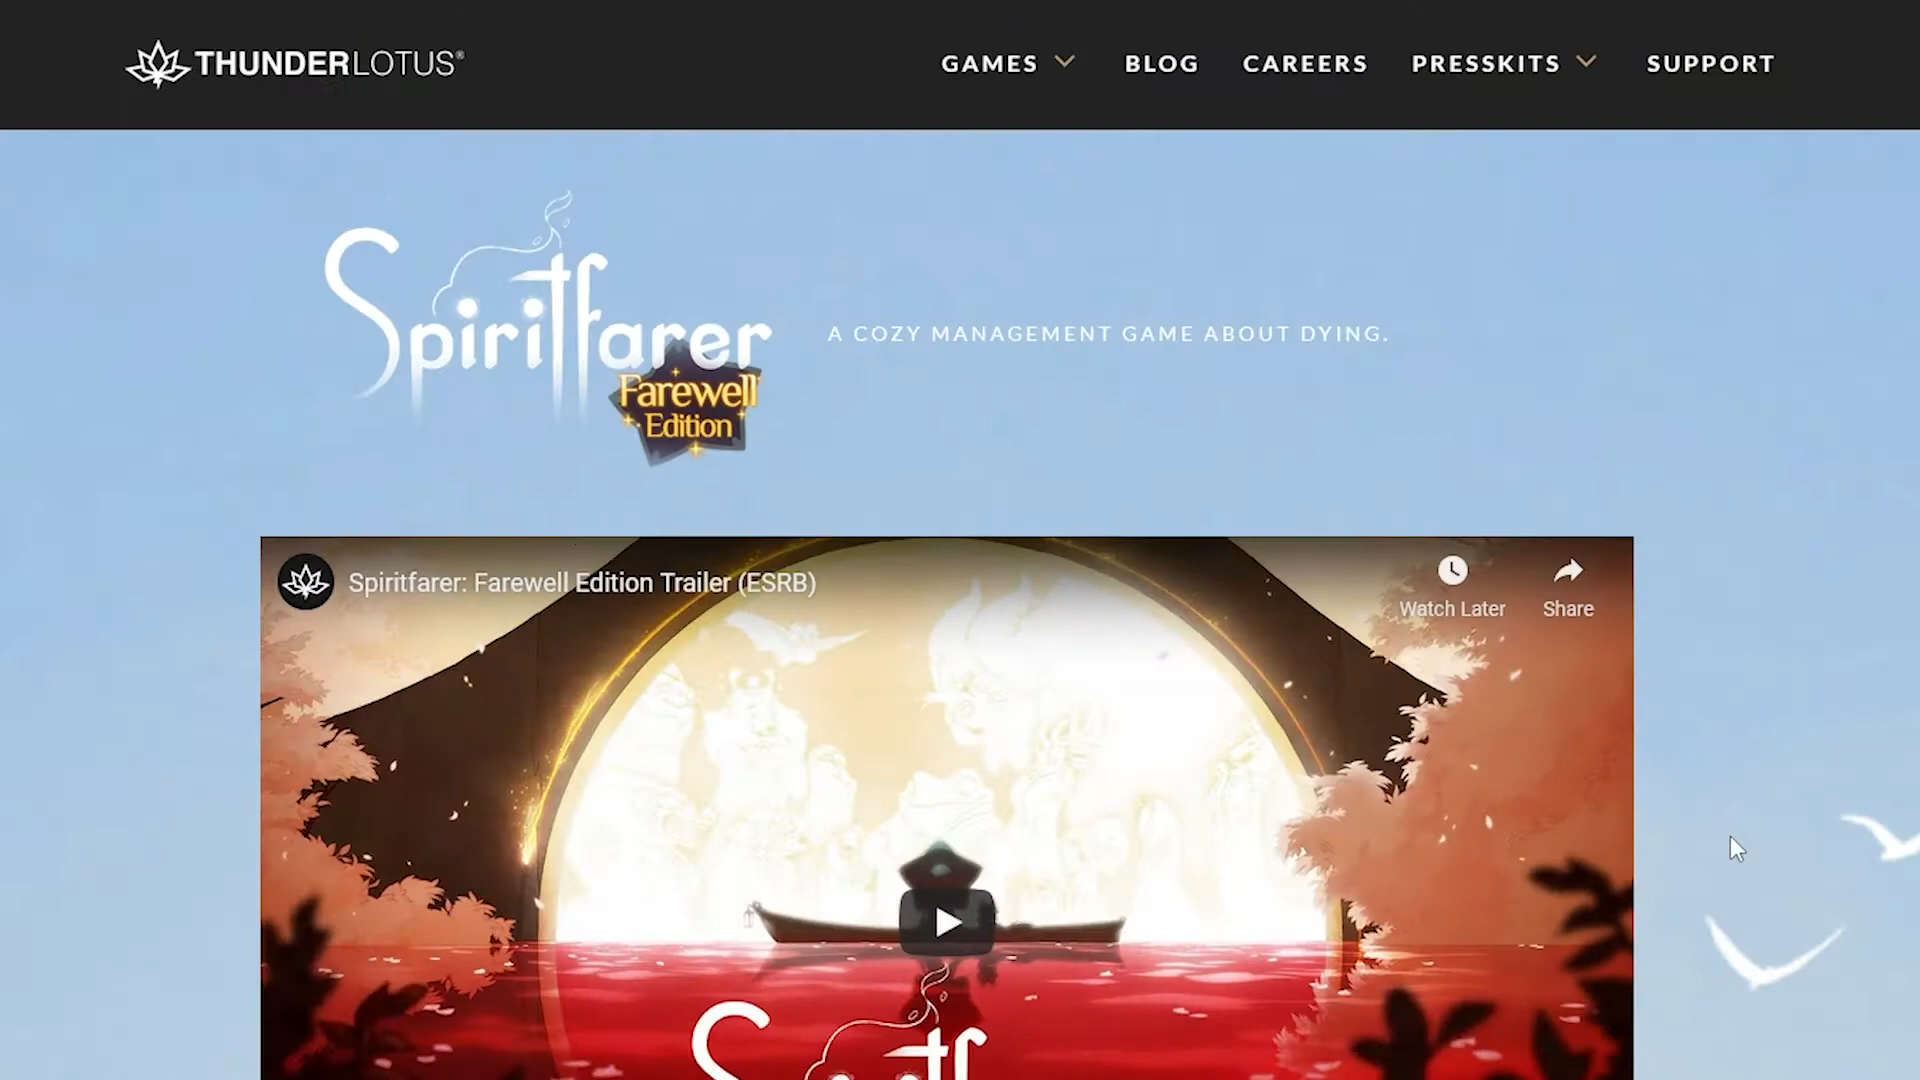 THUNDERLOTUS®
GAMES BLOG CAREERS PRESSKITS SUPPORT
Spiritfarer
Farewell
Edition
A COZY MANAGEMENT GAME ABOUT DYING.
Spiritfarer: Farewell Edition Trailer (ESRB)
Watch Later Share